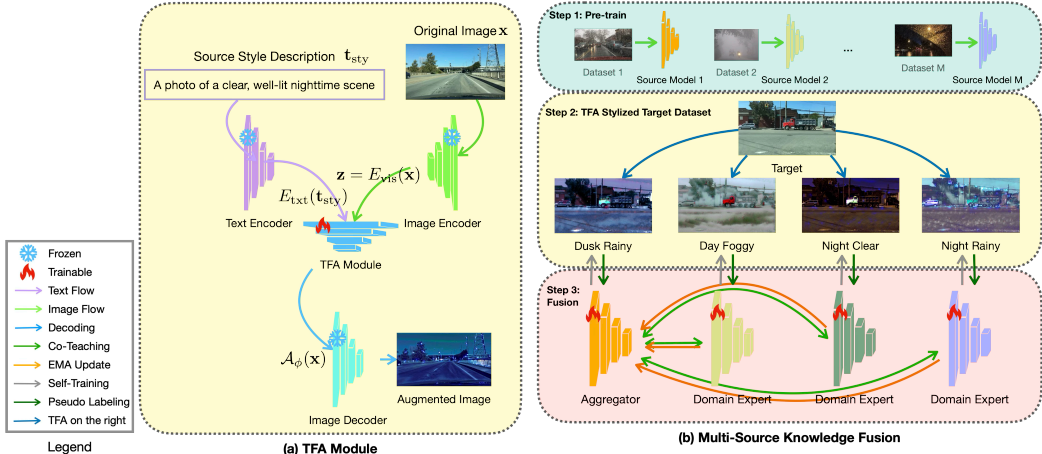 Original Image x
Source Style Description t_sty
A photo of a clear, well-lit nighttime scene
z = E_vis(x)
E_txt(t_sty)
Text Encoder
Image Encoder
TFA Module
A_ϕ(x)
Image Decoder
Augmented Image
(a) TFA Module
Frozen
Trainable
Text Flow
Image Flow
Decoding
Co-Teaching
EMA Update
Self-Training
Pseudo Labeling
TFA on the right
Legend
Step 1: Pre-train
Dataset 1
Source Model 1
Dataset 2
Source Model 2
...
Dataset M
Source Model M
Step 2: TFA Stylized Target Dataset
Target
Dusk Rainy
Day Foggy
Night Clear
Night Rainy
Step 3:
Fusion
Aggregator
Domain Expert
Domain Expert
Domain Expert
(b) Multi-Source Knowledge Fusion